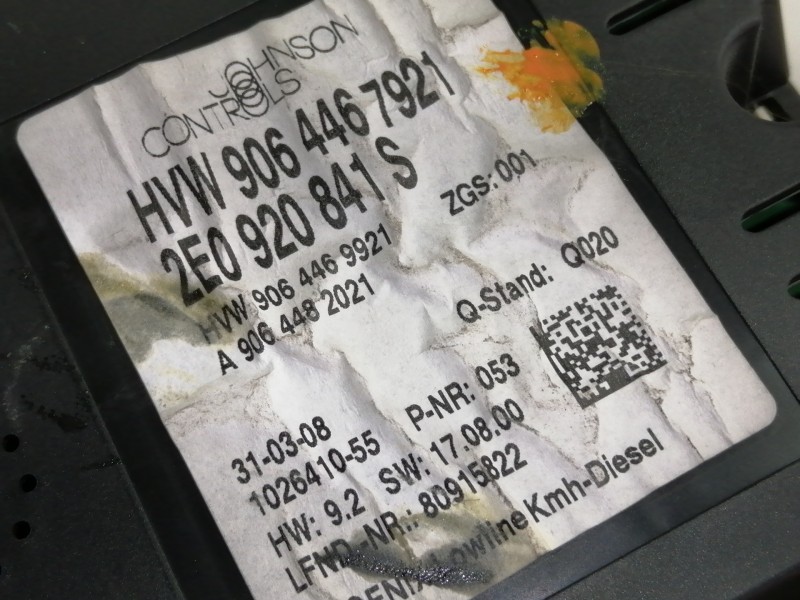 JOHNSON
CONTROLS
HVW 906 446 7921
2E0 920 841 S
ZGS: 001
HVW 906 446 9921
A 906 448 2021
Q-Stand: Q020
31-03-08 P-NR: 053
1026410-55 SW: 17.08.00
HW: 9.2
LFND-NR.: 80915822
Lowline Kmh-Diesel